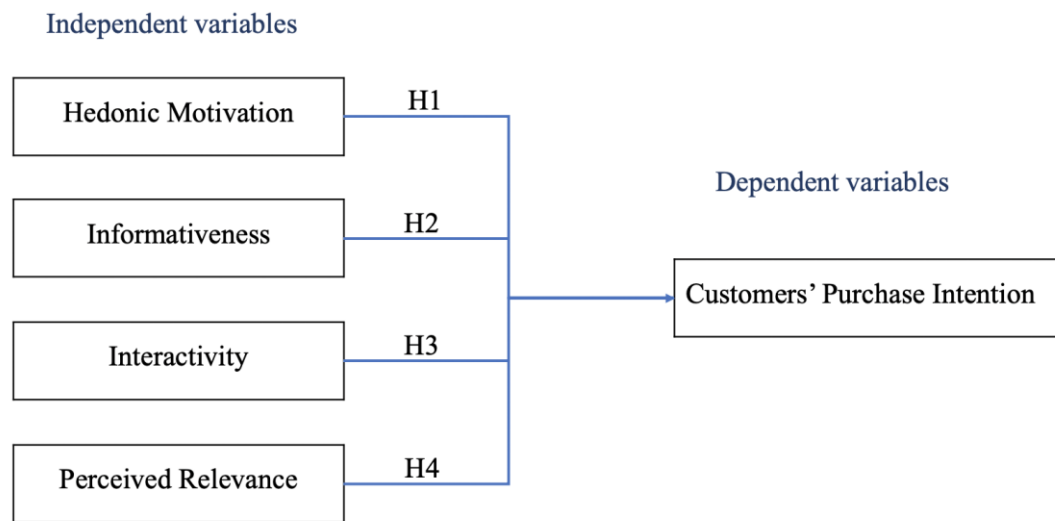 Independent variables
Hedonic Motivation
H1
Informativeness
H2
Interactivity
H3
Perceived Relevance
H4
Dependent variables
Customers’ Purchase Intention